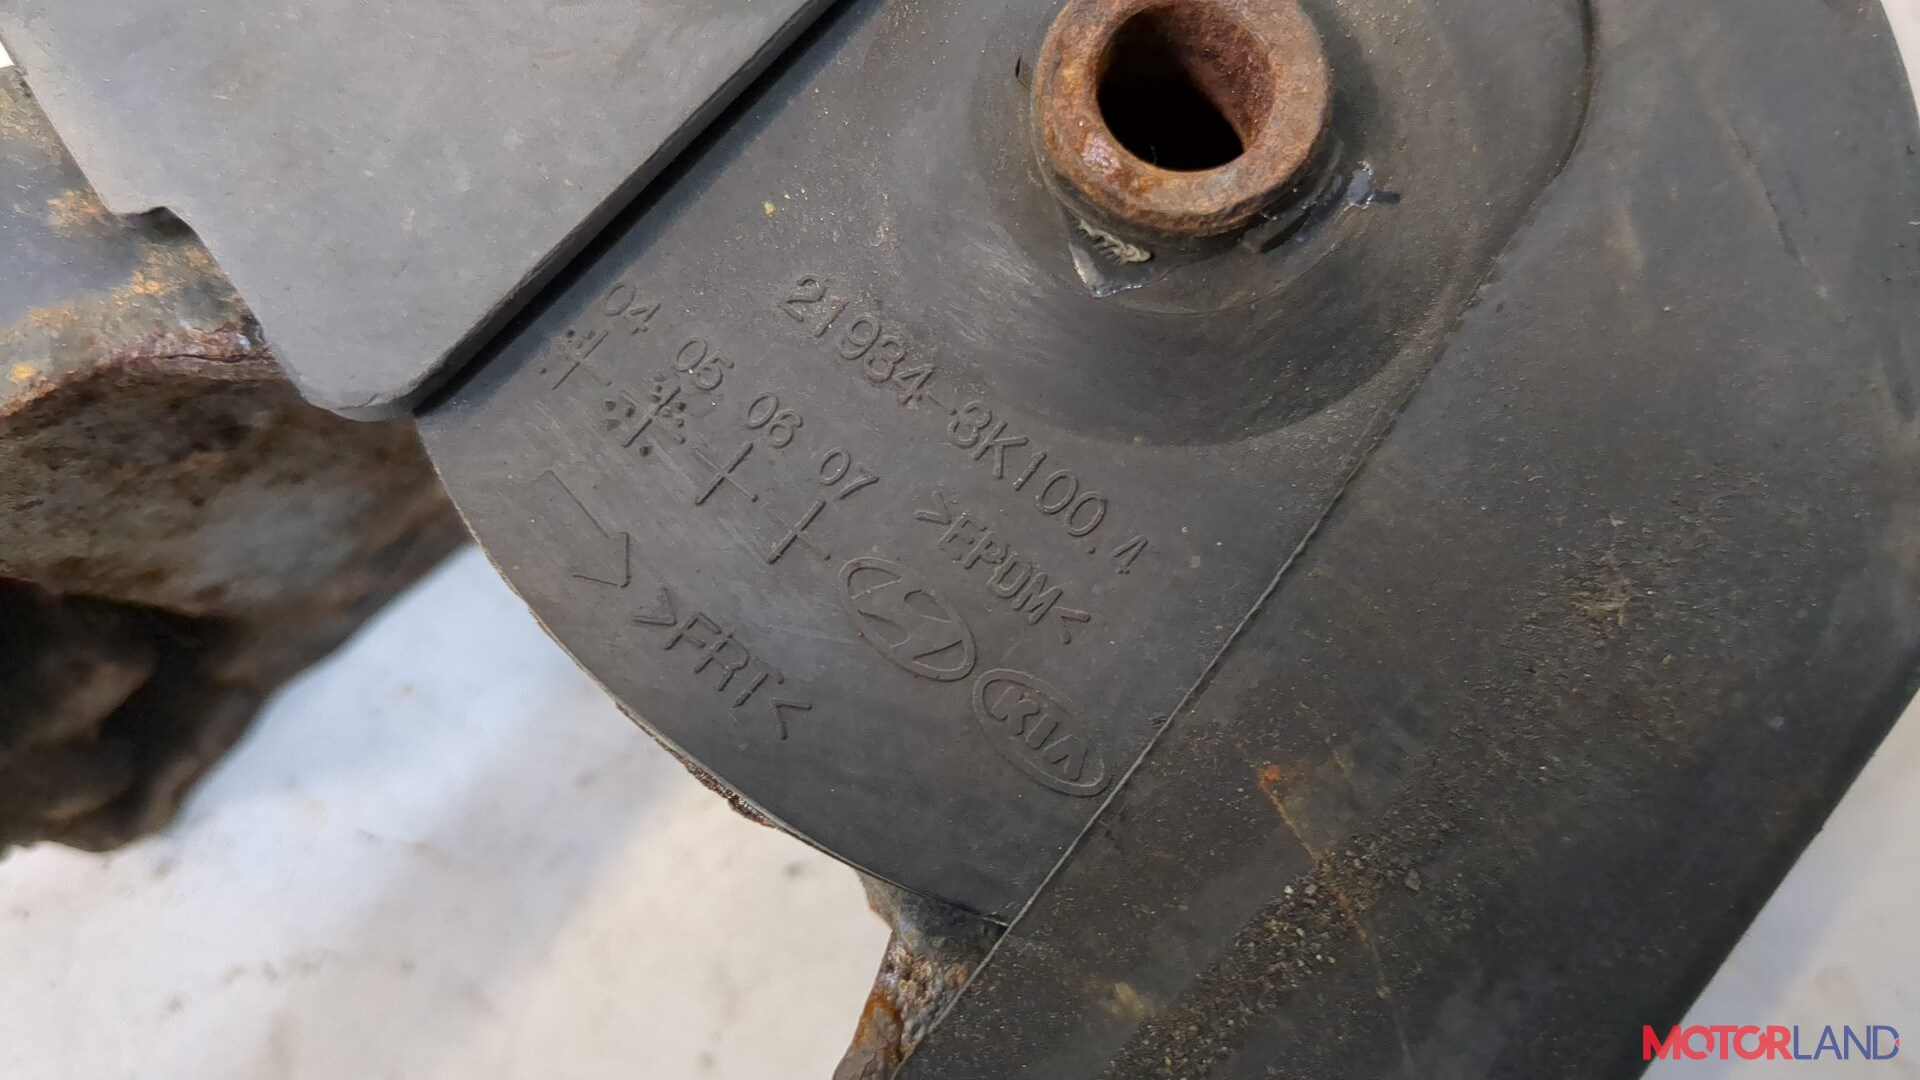 21934-3K100.4
04 05 06 07
>EPDM<
KIA
>FRT<
MOTORLAND